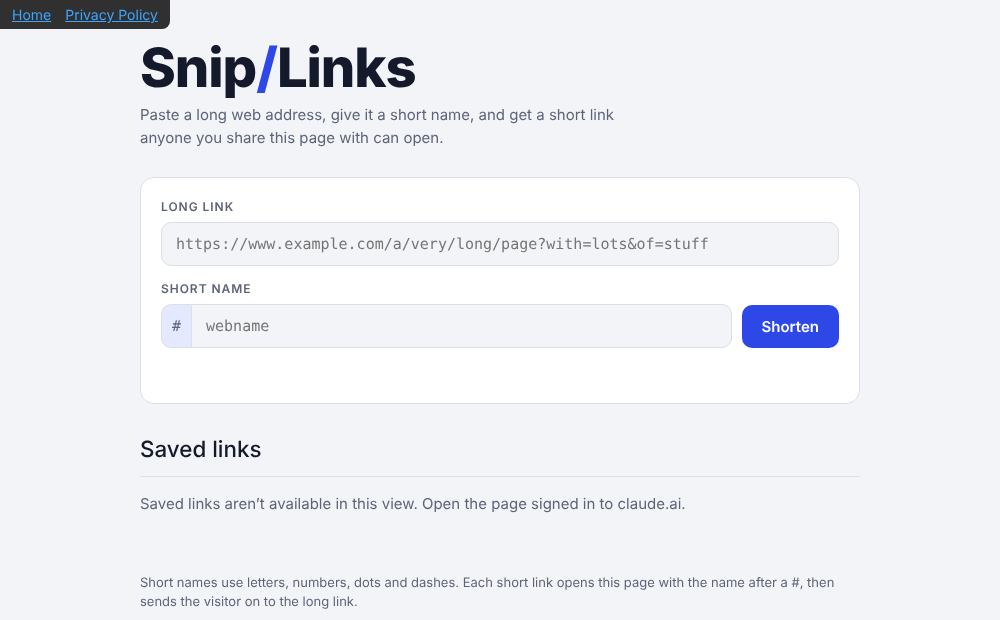 Home Privacy Policy
Snip/Links
Paste a long web address, give it a short name, and get a short link
anyone you share this page with can open.
LONG LINK
https://www.example.com/a/very/long/page?with=lots&of=stuff
SHORT NAME
# webname Shorten
Saved links
Saved links aren’t available in this view. Open the page signed in to claude.ai.
Short names use letters, numbers, dots and dashes. Each short link opens this page with the name after a #, then
sends the visitor on to the long link.